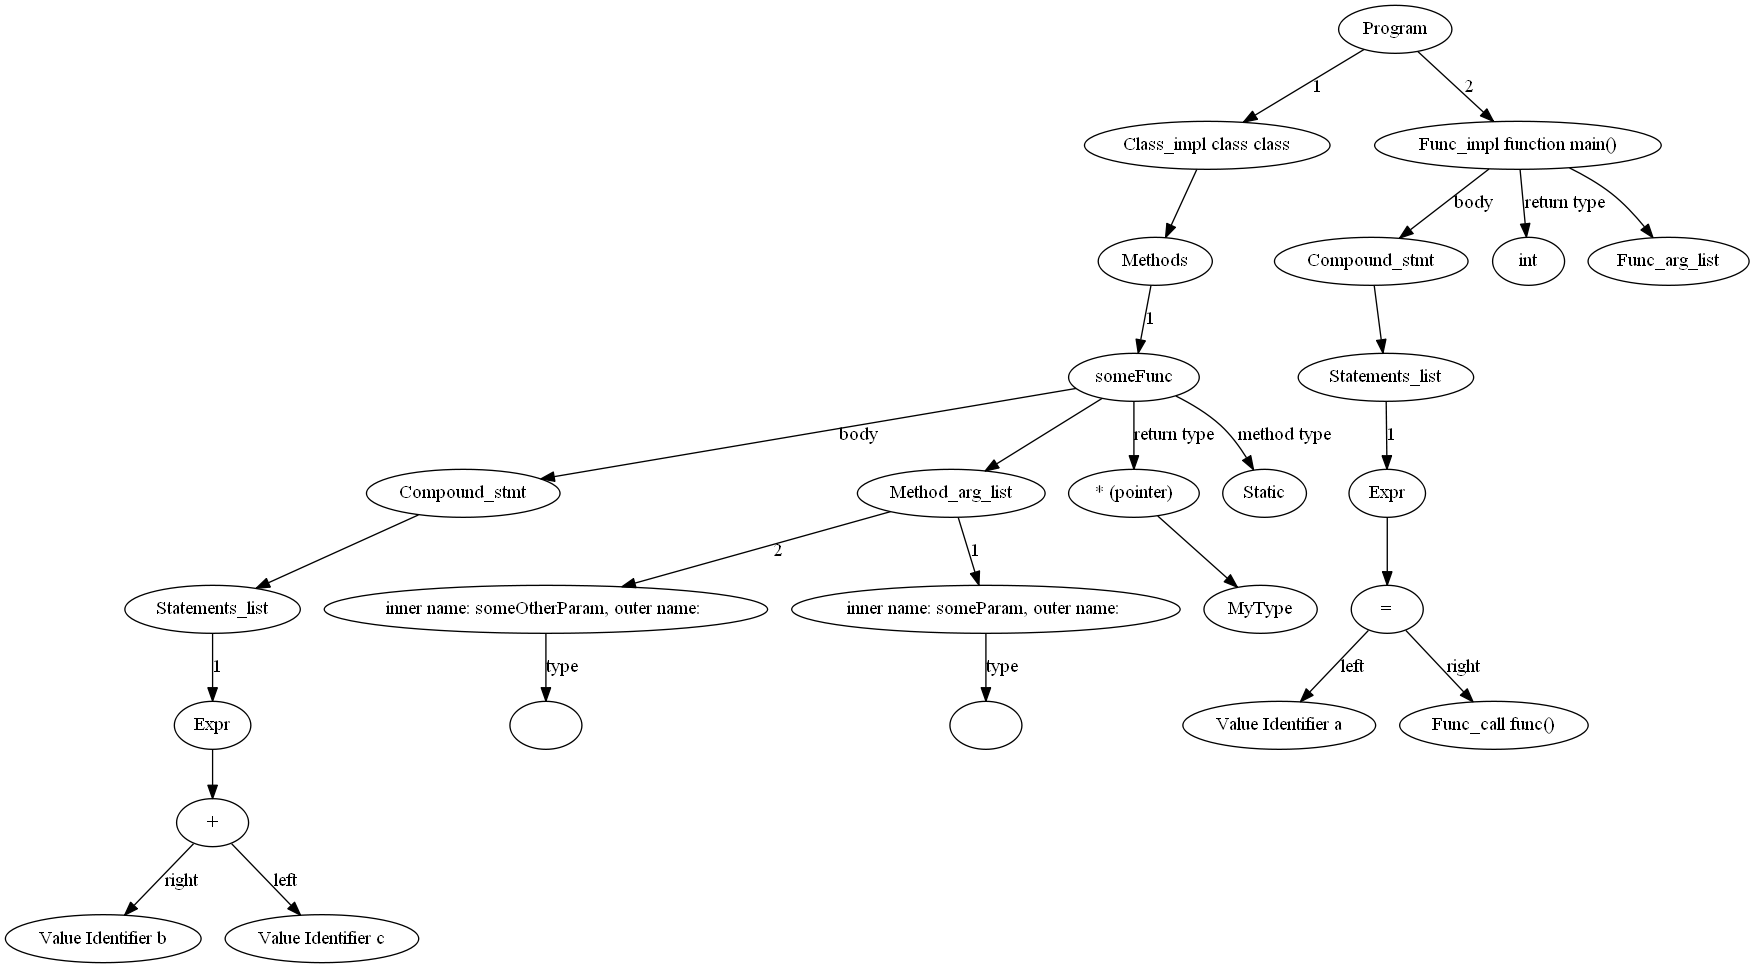 Program
1
2
Class_impl class class
Func_impl function main()
body
return type
Methods
Compound_stmt
int
Func_arg_list
1
someFunc
Statements_list
body
return type
method type
1
Compound_stmt
Method_arg_list
* (pointer)
Static
Expr
2
1
Statements_list
inner name: someOtherParam, outer name:
inner name: someParam, outer name:
MyType
=
1
type
type
left
right
Expr
Value Identifier a
Func_call func()
+
right
left
Value Identifier b
Value Identifier c